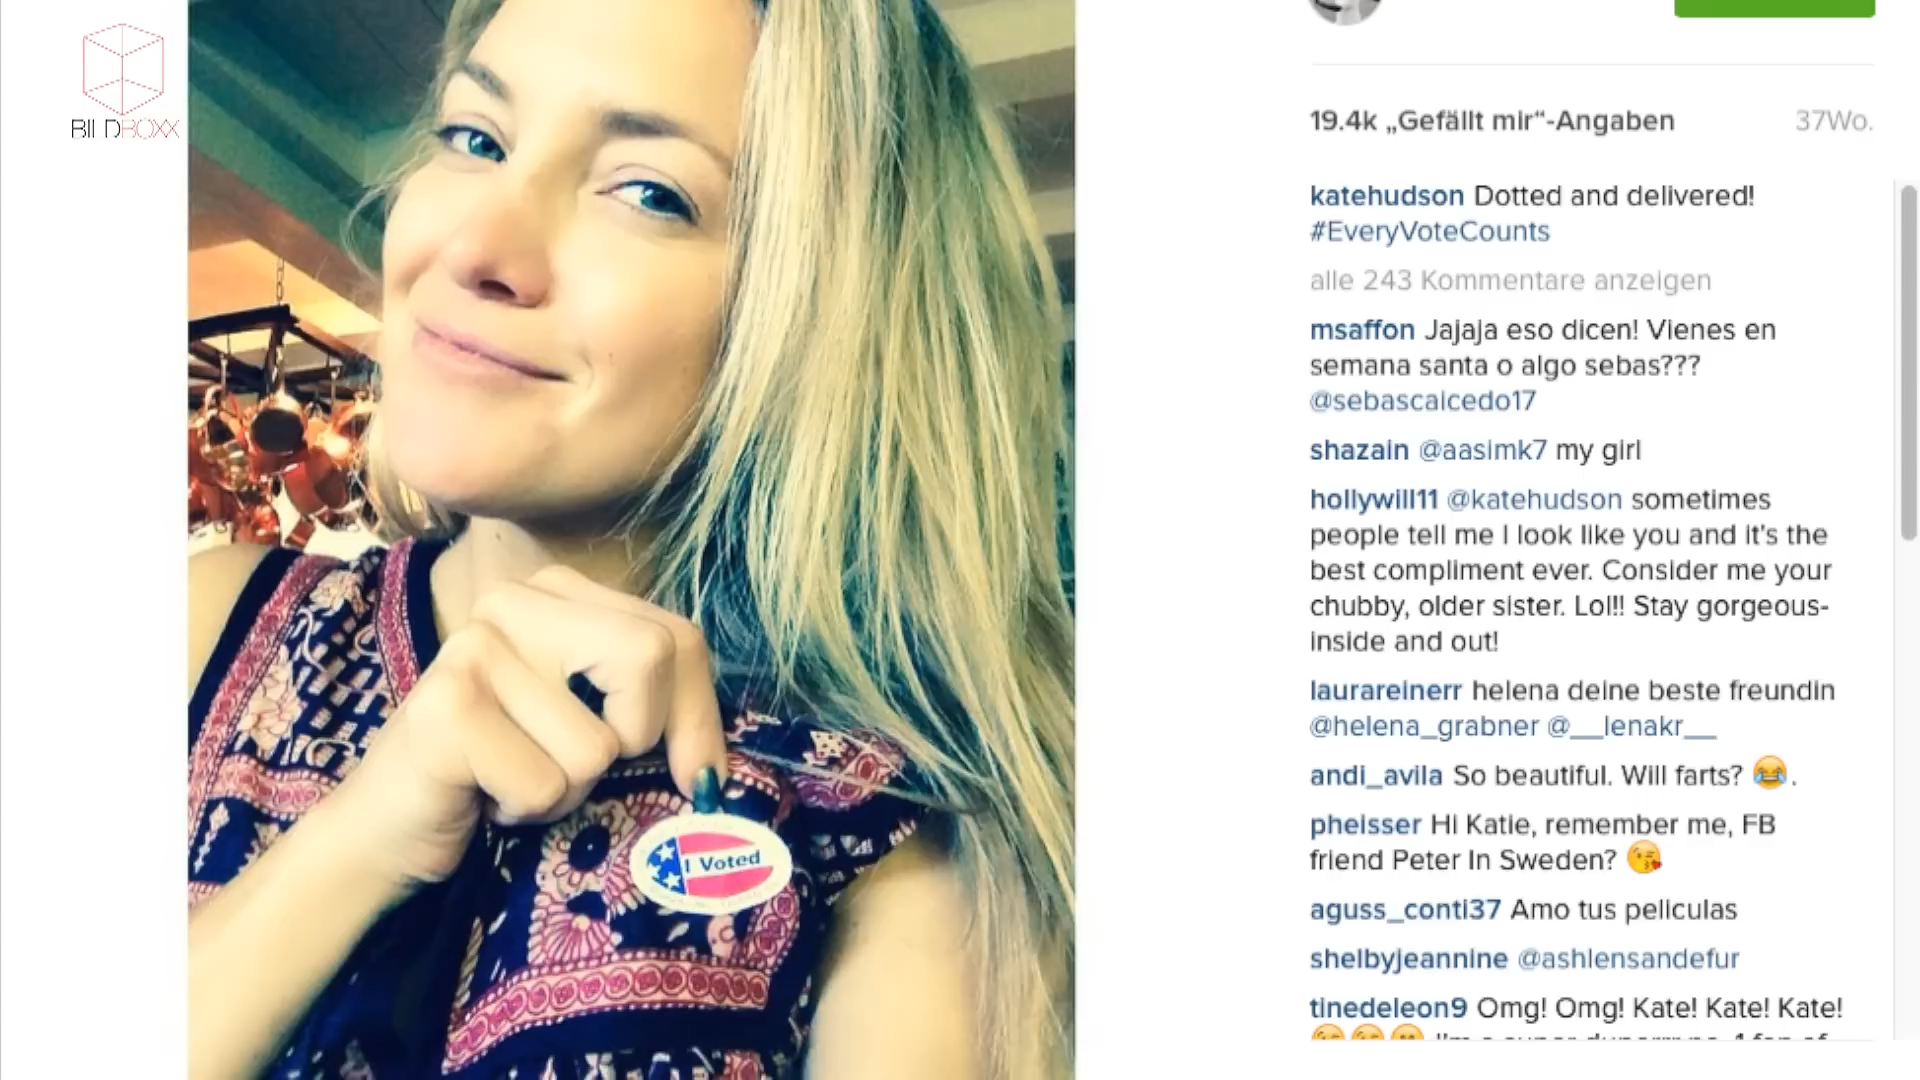 BILDBOXX
I Voted
19.4k „Gefällt mir“-Angaben
37Wo.
katehudson Dotted and delivered!
#EveryVoteCounts
alle 243 Kommentare anzeigen
msaffon Jajaja eso dicen! Vienes en
semana santa o algo sebas???
@sebascaicedo17
shazain @aasimk7 my girl
hollywill11 @katehudson sometimes
people tell me I look like you and it's the
best compliment ever. Consider me your
chubby, older sister. Lol!! Stay gorgeous-
inside and out!
laurareinerr helena deine beste freundin
@helena_grabner @__lenakr__
andi_avila So beautiful. Will farts? 😂.
pheisser Hi Katie, remember me, FB
friend Peter In Sweden? 😘
aguss_conti37 Amo tus peliculas
shelbyjeannine @ashlensandefur
tinedeleon9 Omg! Omg! Kate! Kate! Kate!